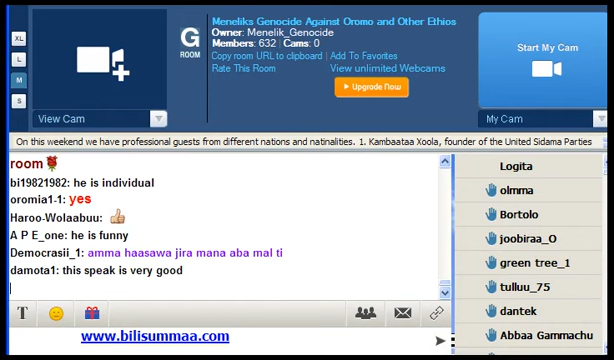 XL
L
M
S
View Cam
G
ROOM
Meneliks Genocide Against Oromo and Other Ethios
Owner: Menelik_Genocide
Members: 632 | Cams: 0
Copy room URL to clipboard | Add To Favorites
Rate This Room
View unlimited Webcams
Upgrade Now
Start My Cam
My Cam
On this weekend we have professional guests from different nations and natinalities. 1. Kambaataa Xoola, founder of the United Sidama Parties
room
bi19821982: he is individual
oromia1-1: yes
Haroo-Wolaabuu:
A P E_one: he is funny
Democrasii_1: amma haasawa jira mana aba mal ti
damota1: this speak is very good
T
www.bilisummaa.com
Logita
olmma
Bortolo
joobiraa_O
green tree_1
tulluu_75
dantek
Abbaa Gammachu